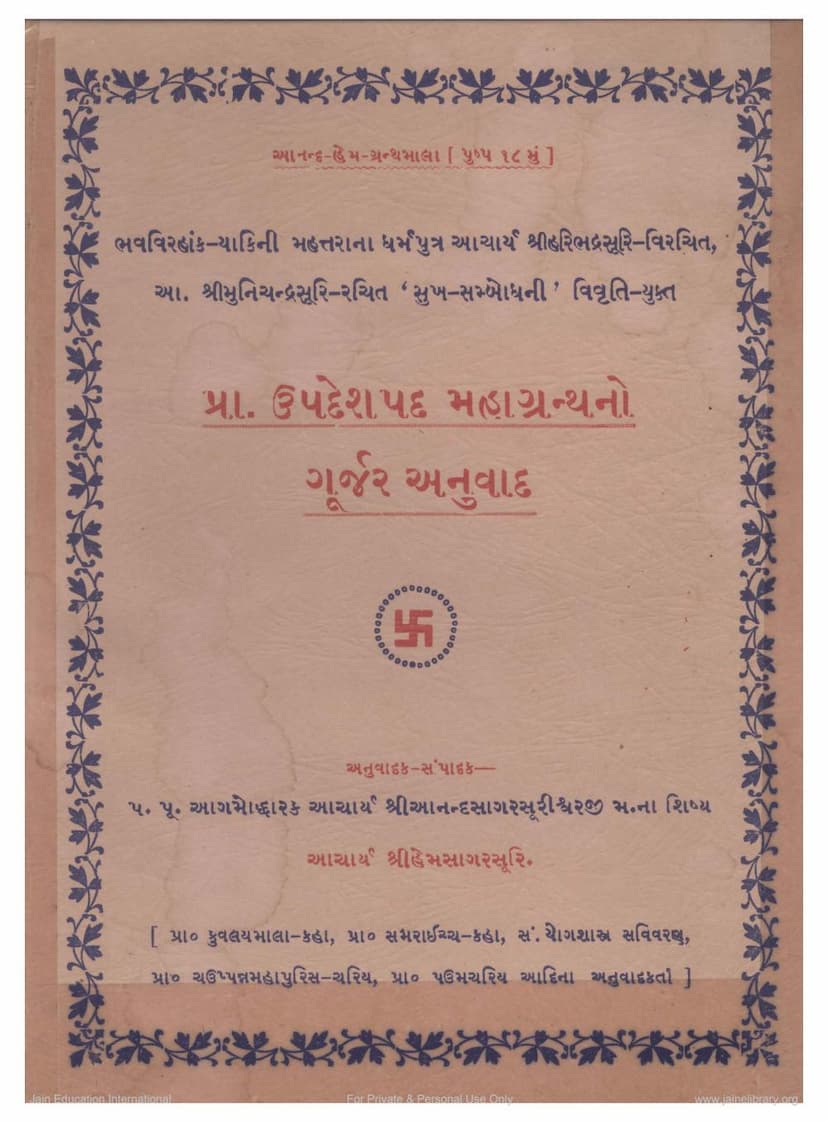 આનન્દ-હેમ-ગ્રન્થમાલા [ પુષ્પ ૧૮ મું ]
ભવવિરહાંક-યાકિની મહત્તરાના ધર્મપુત્ર આચાર્ય શ્રીહરિભદ્રસૂરિ-વિરચિત,
આ. શ્રીમુનિચન્દ્રસૂરિ-રચિત ‘સુખ-સમ્બોધની’ વિવૃતિ-યુક્ત
પ્રા. ઉપદેશપદ મહાગ્રન્થનો
ગૂર્જર અનુવાદ
અનુવાદક-સંપાદક—
પ. પૂ. આગમોદ્ધારક આચાર્ય શ્રીઆનન્દસાગરસૂરીશ્વરજી મ.ના શિષ્ય
આચાર્ય શ્રીહેમસાગરસૂરિ.
[ પ્રા૦ કુવલયમાલા-કહા, પ્રા૦ સમરાઈચ્ચ-કહા, સં. યોગશાસ્ત્ર સવિવરણ,
પ્રા૦ ચઉપ્પન્નમહાપુરિસ-ચરિય, પ્રા૦ પઉમચરિય આદિના અનુવાદકર્તા ]
Jain Education International For Private & Personal Use Only www.jainelibrary.org